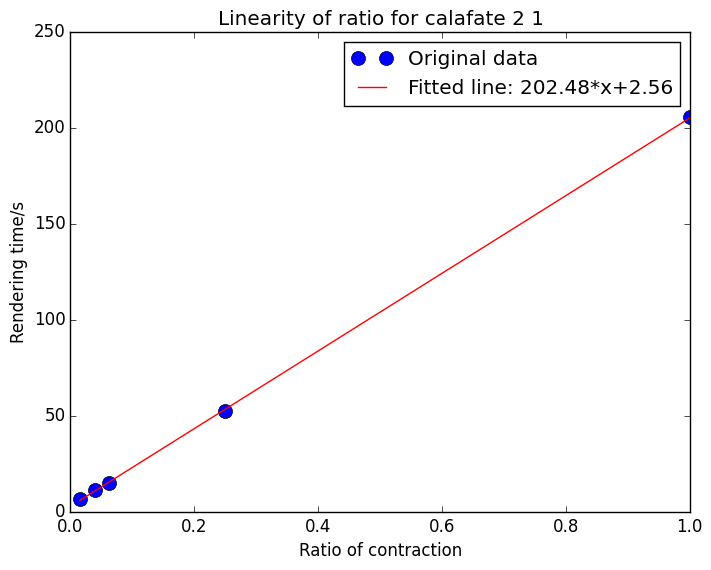 Linearity of ratio for calafate 2 1
250
200
150
100
50
0
Rendering time/s
Original data
Fitted line: 202.48*x+2.56
0.0 0.2 0.4 0.6 0.8 1.0
Ratio of contraction